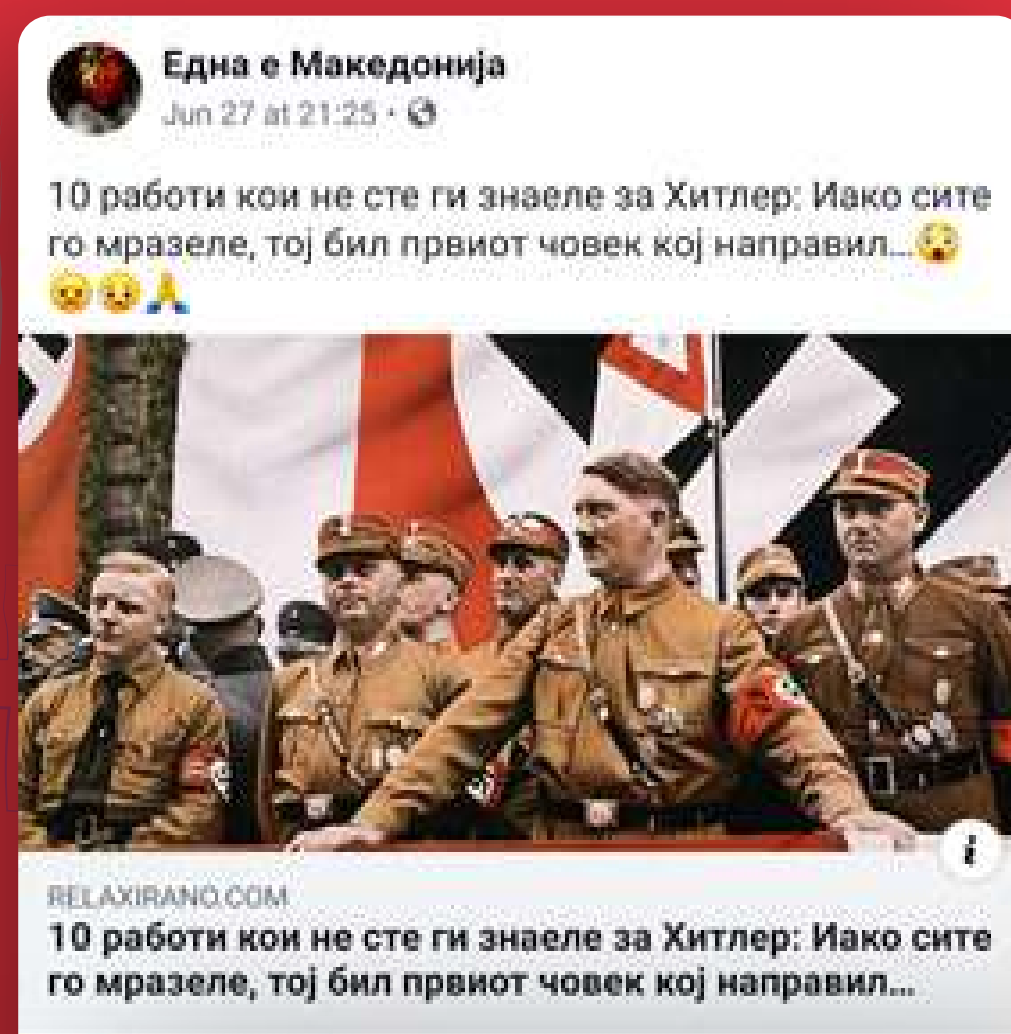 Една е Македонија
Jun 27 at 21:25 ·
10 работи кои не сте ги знаеле за Хитлер: Иако сите
го мразеле, тој бил првиот човек кој направил...😧
😠😳🙏
i
RELAXIRANO.COM
10 работи кои не сте ги знаеле за Хитлер: Иако сите
го мразеле, тој бил првиот човек кој направил...